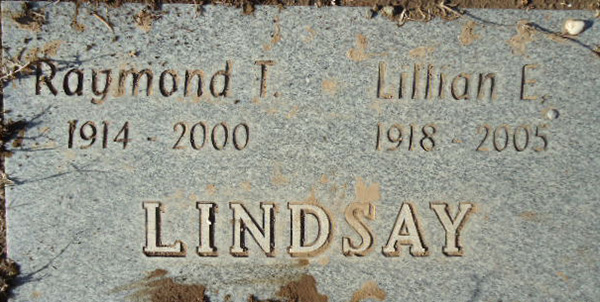 Raymond T. Lillian E.
1914 - 2000 1918 - 2005
LINDSAY